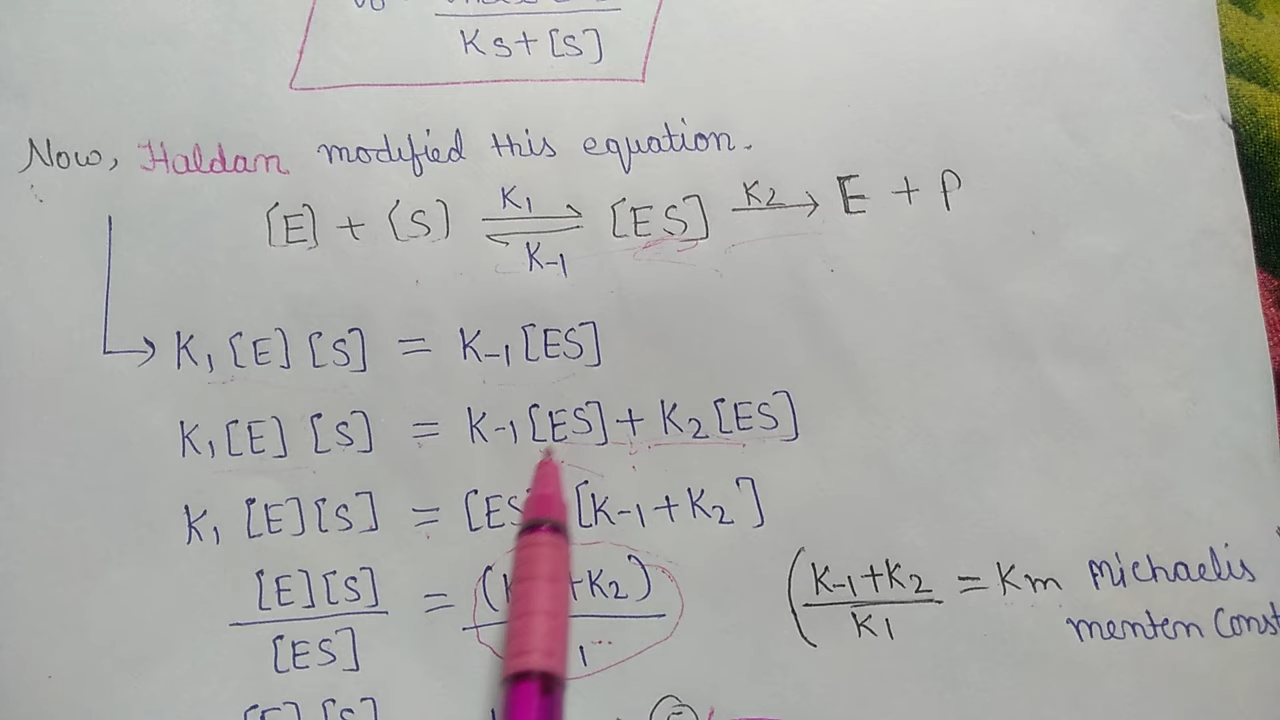 Ks+[S]
Now, Haldam modified this equation.
[E] + [S] ⇌ [ES] → E + P
K1 K-1 K2
K1[E][S] = K-1[ES]
K1[E][S] = K-1[ES]+ K2[ES]
K1[E][S] = [ES] [K-1+K2]
[E][S] / [ES] = +K2)
(K-1+K2 / K1 = Km Michaelis
menten Const
[E][S]